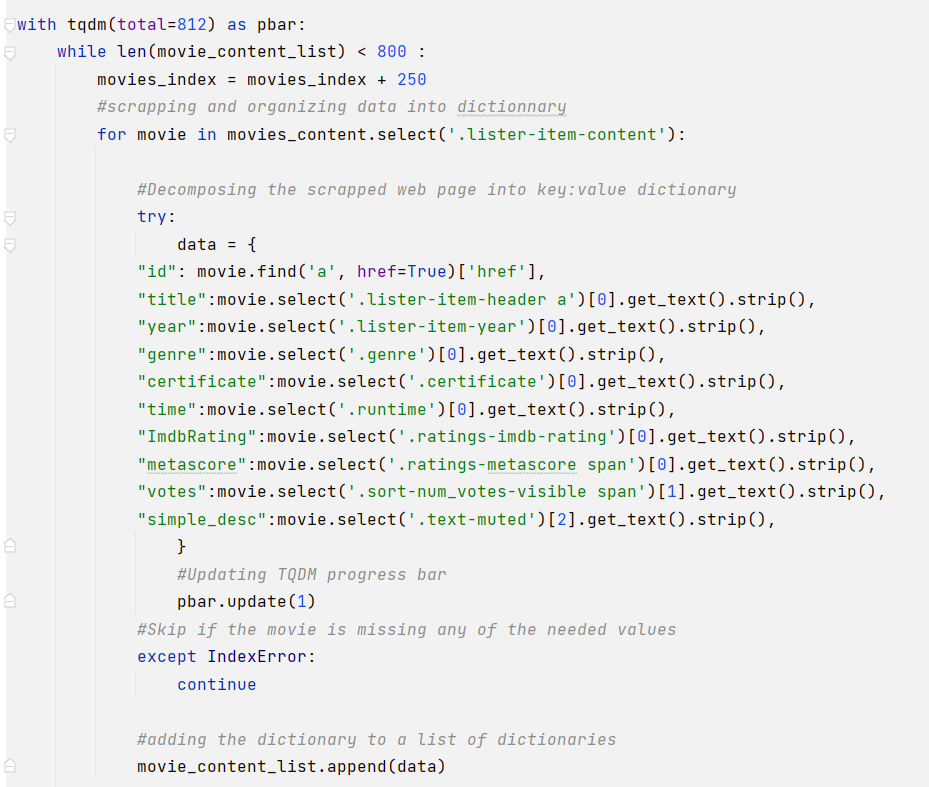 with tqdm(total=812) as pbar:
    while len(movie_content_list) < 800 :
        movies_index = movies_index + 250
        #scrapping and organizing data into dictionnary
        for movie in movies_content.select('.lister-item-content'):

            #Decomposing the scrapped web page into key:value dictionary
            try:
                data = {
            "id": movie.find('a', href=True)['href'],
            "title":movie.select('.lister-item-header a')[0].get_text().strip(),
            "year":movie.select('.lister-item-year')[0].get_text().strip(),
            "genre":movie.select('.genre')[0].get_text().strip(),
            "certificate":movie.select('.certificate')[0].get_text().strip(),
            "time":movie.select('.runtime')[0].get_text().strip(),
            "ImdbRating":movie.select('.ratings-imdb-rating')[0].get_text().strip(),
            "metascore":movie.select('.ratings-metascore span')[0].get_text().strip(),
            "votes":movie.select('.sort-num_votes-visible span')[1].get_text().strip(),
            "simple_desc":movie.select('.text-muted')[2].get_text().strip(),
                }
                #Updating TQDM progress bar
                pbar.update(1)
            #Skip if the movie is missing any of the needed values
            except IndexError:
                continue

            #adding the dictionary to a list of dictionaries
            movie_content_list.append(data)